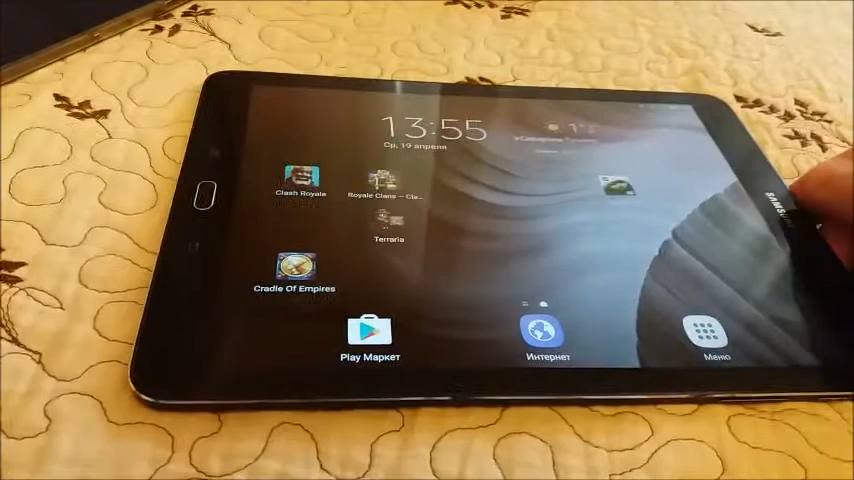 13:55
Ср, 19 апреля
SAMSUNG
Clash Royale
Royale Clans – Cla...
Terraria
Cradle Of Empires
Play Маркет
Интернет
Меню